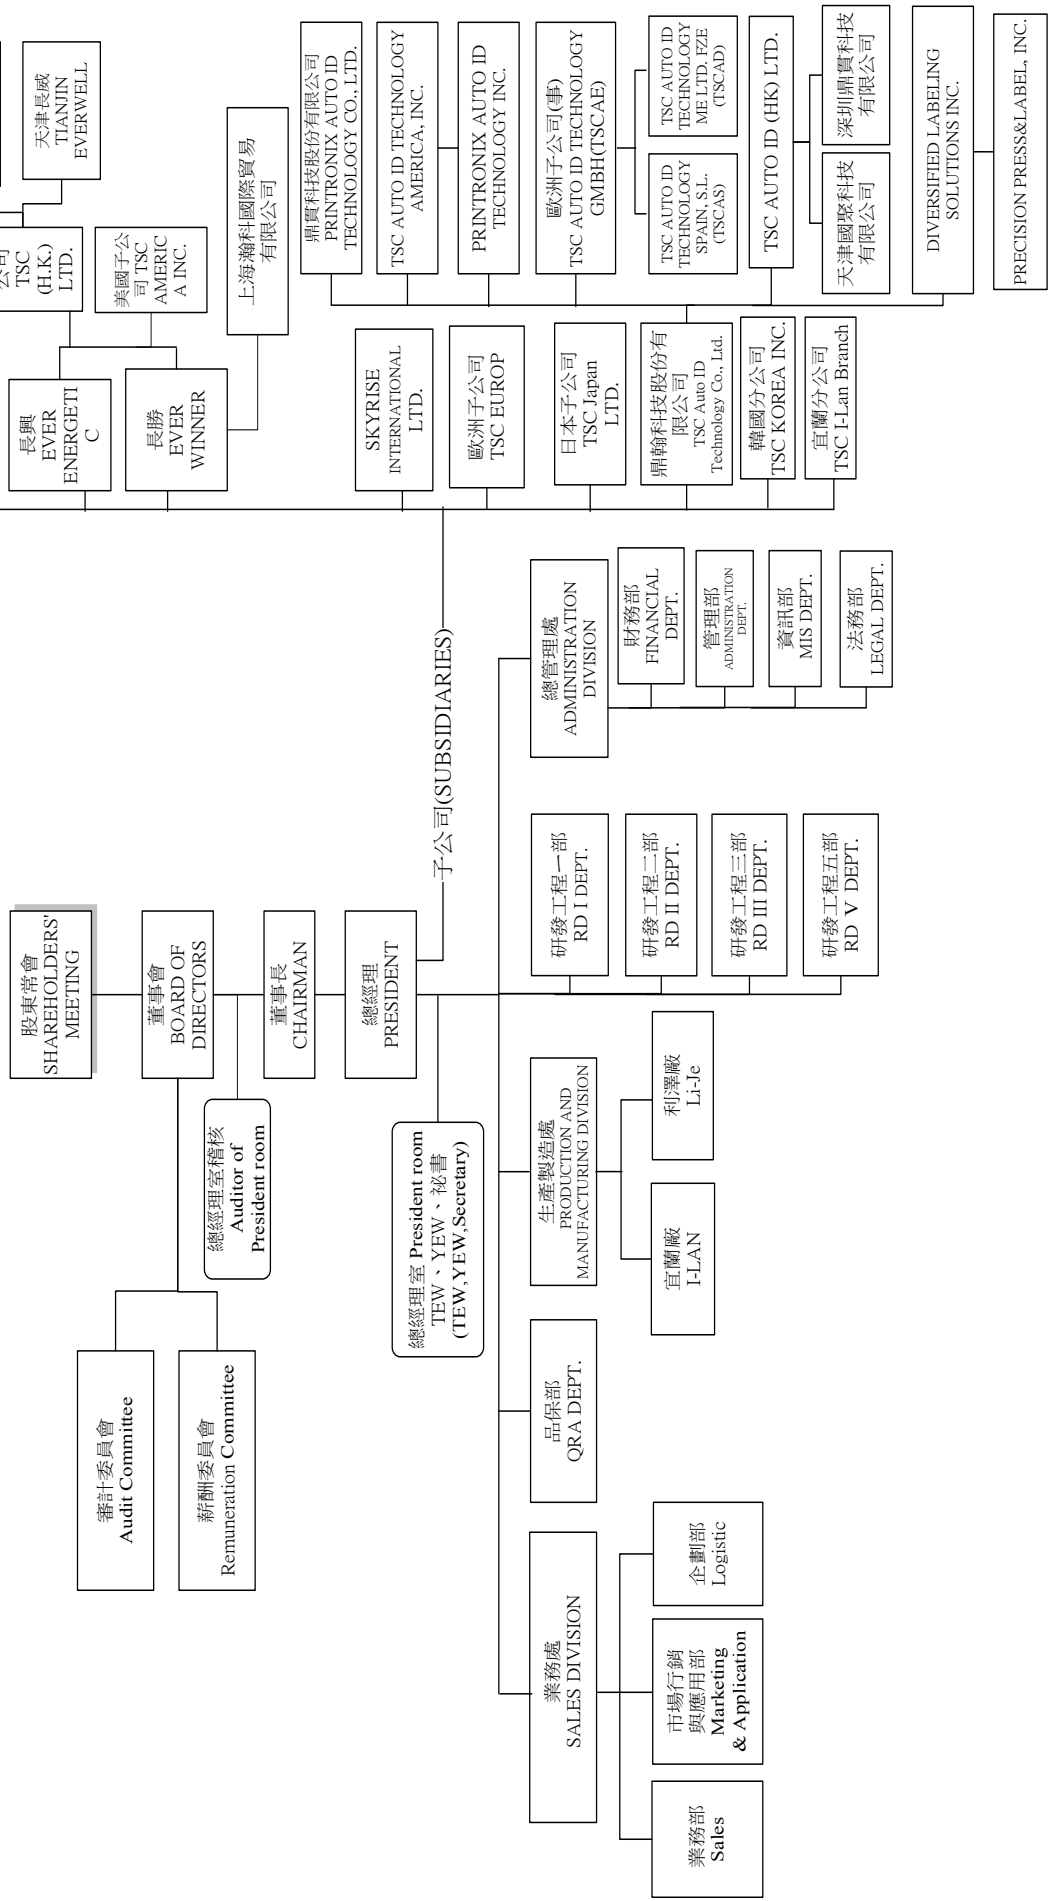 股東常會
SHAREHOLDERS'
MEETING
董事會
BOARD OF
DIRECTORS
審計委員會
Audit Committee
薪酬委員會
Remuneration Committee
總經理室稽核
Auditor of
President room
董事長
CHAIRMAN
總經理
PRESIDENT
總經理室 President room
TEW、YEW、祕書
(TEW,YEW,Secretary)
子公司(SUBSIDIARIES)
業務處
SALES DIVISION
業務部
Sales
市場行銷
與應用部
Marketing
& Application
企劃部
Logistic
品保部
QRA DEPT.
生產製造處
PRODUCTION AND
MANUFACTURING DIVISION
宜蘭廠
I-LAN
利澤廠
Li-Je
研發工程一部
RD I DEPT.
研發工程二部
RD II DEPT.
研發工程三部
RD III DEPT.
研發工程五部
RD V DEPT.
總管理處
ADMINISTRATION
DIVISION
財務部
FINANCIAL
DEPT.
管理部
ADMINISTRATION
DEPT.
資訊部
MIS DEPT.
法務部
LEGAL DEPT.
長興
EVER
ENERGETI
C
長勝
EVER
WINNER
公司
TSC
(H.K.)
LTD.
天津長威
TIANJIN
EVERWELL
美國子公
司 TSC
AMERIC
A INC.
上海瀚科國際貿易
有限公司
SKYRISE
INTERNATIONAL
LTD.
歐洲子公司
TSC EUROP
日本子公司
TSC Japan
LTD.
鼎翰科技股份有
限公司
TSC Auto ID
Technology Co., Ltd.
韓國分公司
TSC KOREA INC.
宜蘭分公司
TSC I-Lan Branch
鼎貫科技股份有限公司
PRINTRONIX AUTO ID
TECHNOLOGY CO., LTD.
TSC AUTO ID TECHNOLOGY
AMERICA, INC.
PRINTRONIX AUTO ID
TECHNOLOGY INC.
歐洲子公司(事)
TSC AUTO ID TECHNOLOGY
GMBH(TSCAE)
TSC AUTO ID
TECHNOLOGY
SPAIN, S.L.
(TSCAS)
TSC AUTO ID
TECHNOLOGY
ME LTD. FZE
(TSCAD)
TSC AUTO ID (HK) LTD.
天津國聚科技
有限公司
深圳鼎貫科技
有限公司
DIVERSIFIED LABELING
SOLUTIONS INC.
PRECISION PRESS&LABEL, INC.